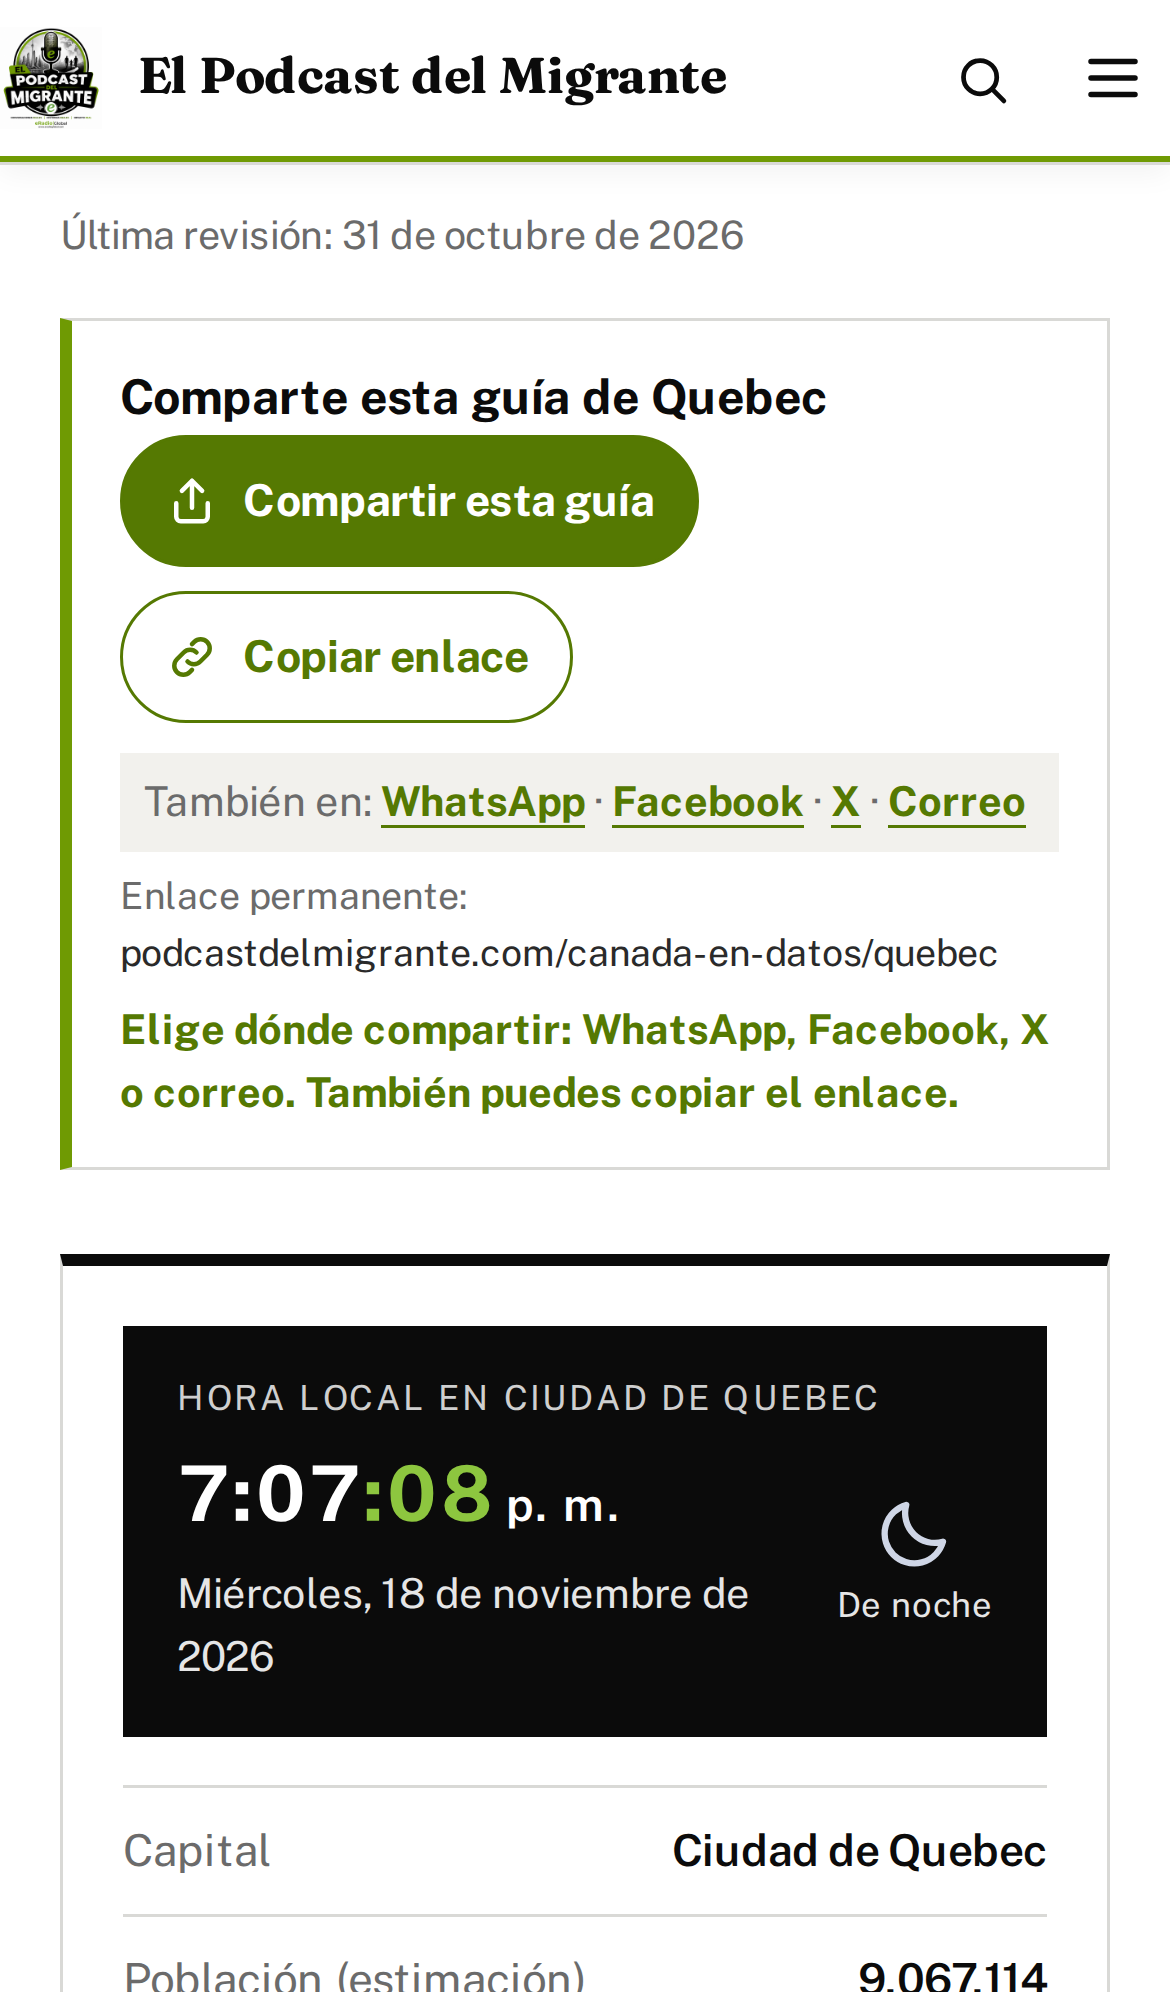 EL
PODCAST
DEL
MIGRANTE
El Podcast del Migrante
Última revisión: 31 de octubre de 2026
Comparte esta guía de Quebec
Compartir esta guía
Copiar enlace
También en: WhatsApp · Facebook · X · Correo
Enlace permanente:
podcastdelmigrante.com/canada-en-datos/quebec
Elige dónde compartir: WhatsApp, Facebook, X
o correo. También puedes copiar el enlace.
HORA LOCAL EN CIUDAD DE QUEBEC
7:07:08 p. m.
Miércoles, 18 de noviembre de
2026
De noche
Capital Ciudad de Quebec
Población (estimación) 9.067.114